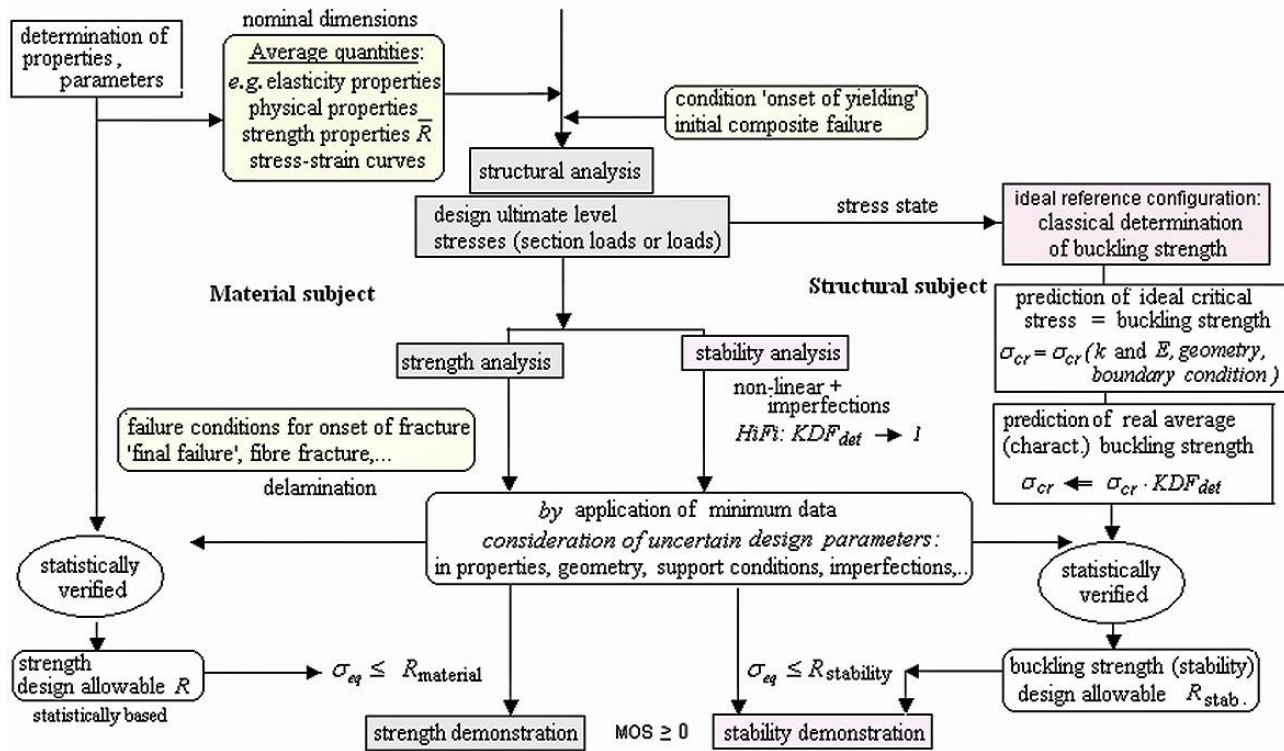 nominal dimensions
determination of
properties,
parameters
Average quantities:
e.g. elasticity properties
physical properties
strength properties R̅
stress-strain curves
condition 'onset of yielding'
initial composite failure
structural analysis
design ultimate level
stresses (section loads or loads)
stress state
ideal reference configuration:
classical determination
of buckling strength
Material subject
Structural subject
prediction of ideal critical
stress = buckling strength
σcr = σcr (k and E, geometry,
boundary condition)
strength analysis
stability analysis
non-linear +
imperfections
HiFi: KDFdet → 1
failure conditions for onset of fracture
'final failure', fibre fracture,...
delamination
prediction of real average
(charact.) buckling strength
σcr ⇐ σcr · KDFdet
by application of minimum data
consideration of uncertain design parameters:
in properties, geometry, support conditions, imperfections,..
statistically
verified
statistically
verified
strength
design allowable R
statistically based
σeq ≤ Rmaterial
σeq ≤ Rstability
buckling strength (stability)
design allowable Rstab.
strength demonstration
MOS ≥ 0
stability demonstration